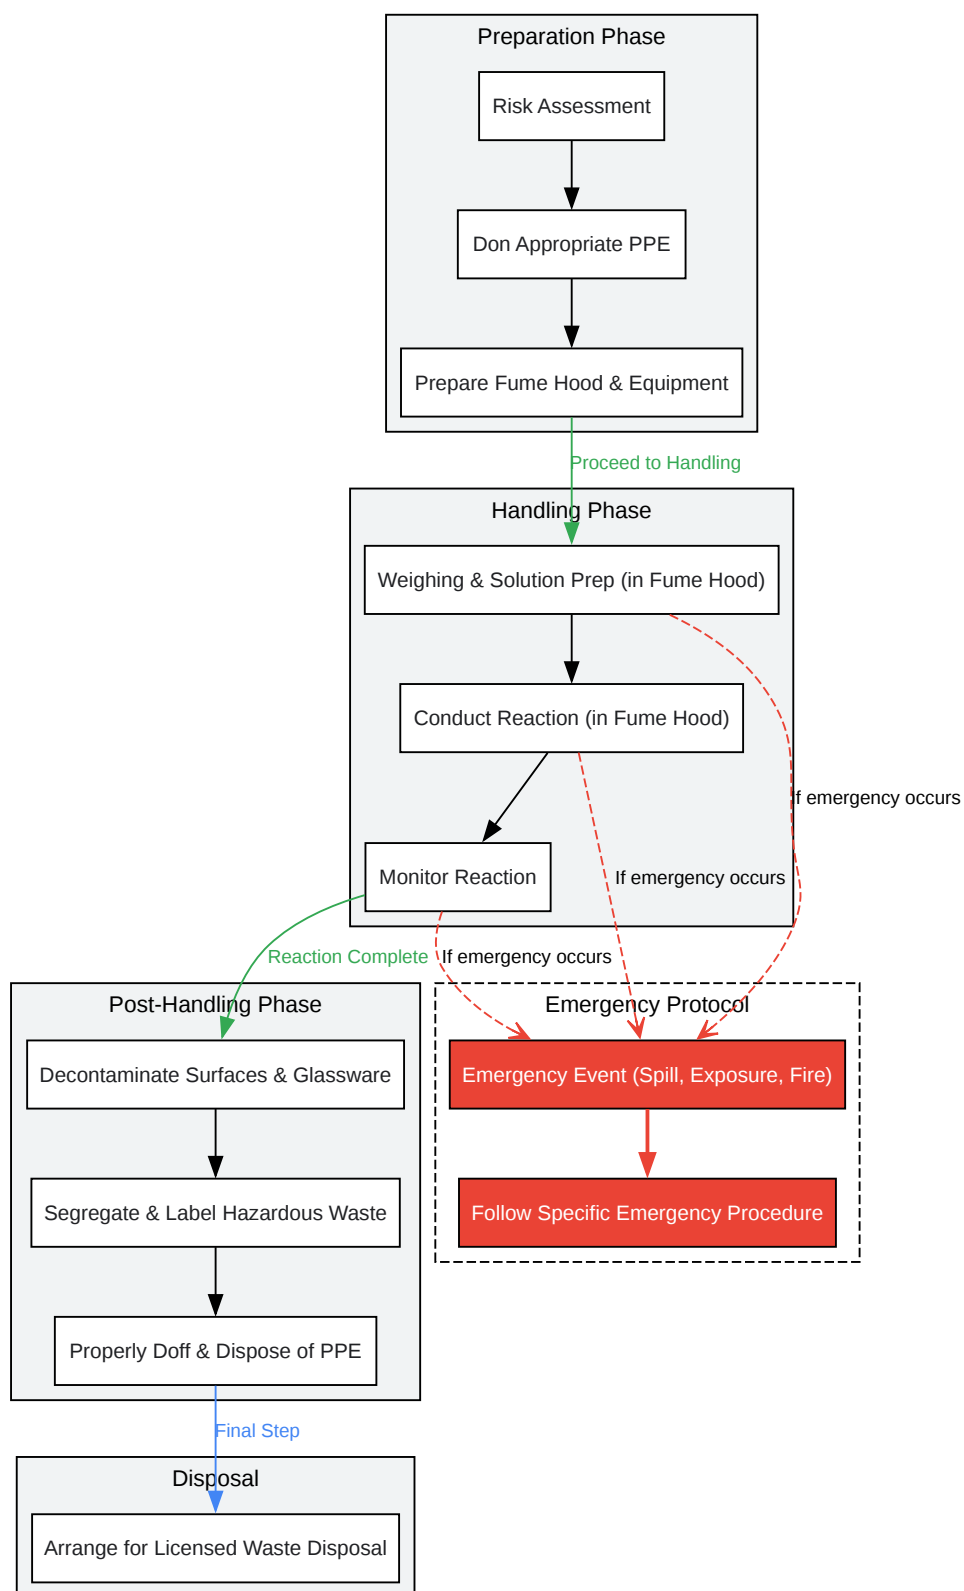 Preparation Phase
Risk Assessment
Don Appropriate PPE
Prepare Fume Hood & Equipment
Proceed to Handling
Handling Phase
Weighing & Solution Prep (in Fume Hood)
Conduct Reaction (in Fume Hood)
If emergency occurs
Monitor Reaction
If emergency occurs
Reaction Complete
If emergency occurs
Post-Handling Phase
Emergency Protocol
Decontaminate Surfaces & Glassware
Emergency Event (Spill, Exposure, Fire)
Segregate & Label Hazardous Waste
Follow Specific Emergency Procedure
Properly Doff & Dispose of PPE
Final Step
Disposal
Arrange for Licensed Waste Disposal